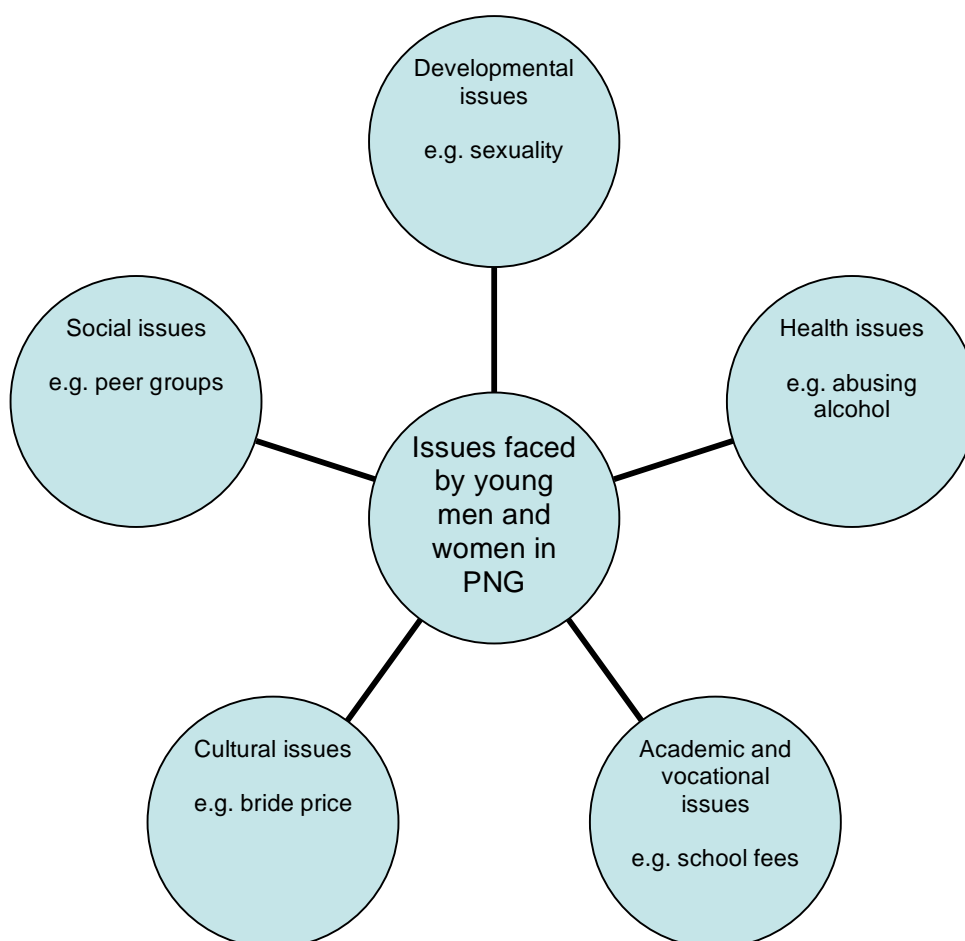 Developmental
issues
e.g. sexuality
Social issues
e.g. peer groups
Health issues
e.g. abusing
alcohol
Issues faced
by young
men and
women in
PNG
Cultural issues
e.g. bride price
Academic and
vocational
issues
e.g. school fees